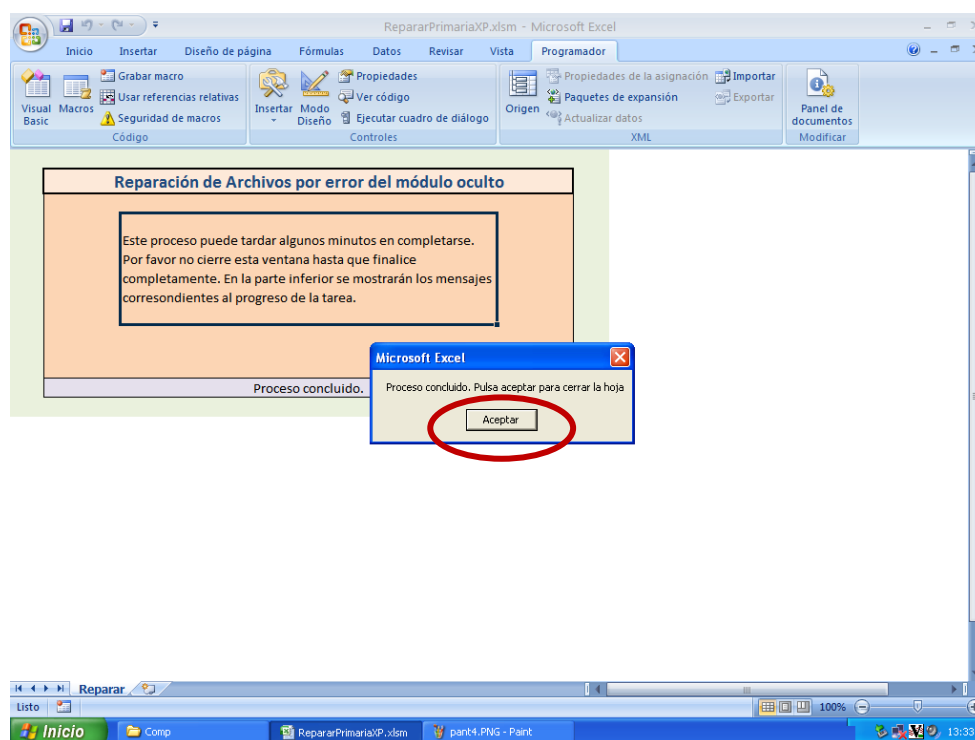 RepararPrimariaXP.xlsm - Microsoft Excel
Inicio Insertar Diseño de página Fórmulas Datos Revisar Vista Programador
Visual Basic
Macros
Grabar macro
Usar referencias relativas
Seguridad de macros
Código
Insertar
Modo Diseño
Propiedades
Ver código
Ejecutar cuadro de diálogo
Controles
Origen
Propiedades de la asignación
Paquetes de expansión
Actualizar datos
Importar
Exportar
XML
Panel de documentos
Modificar
Reparación de Archivos por error del módulo oculto
Este proceso puede tardar algunos minutos en completarse.
Por favor no cierre esta ventana hasta que finalice
completamente. En la parte inferior se mostrarán los mensajes
corresondientes al progreso de la tarea.
Proceso concluido.
Microsoft Excel
Proceso concluido. Pulsa aceptar para cerrar la hoja
Aceptar
Reparar
Listo
100%
Inicio
Comp
RepararPrimariaXP.xlsm
pant4.PNG - Paint
13:33